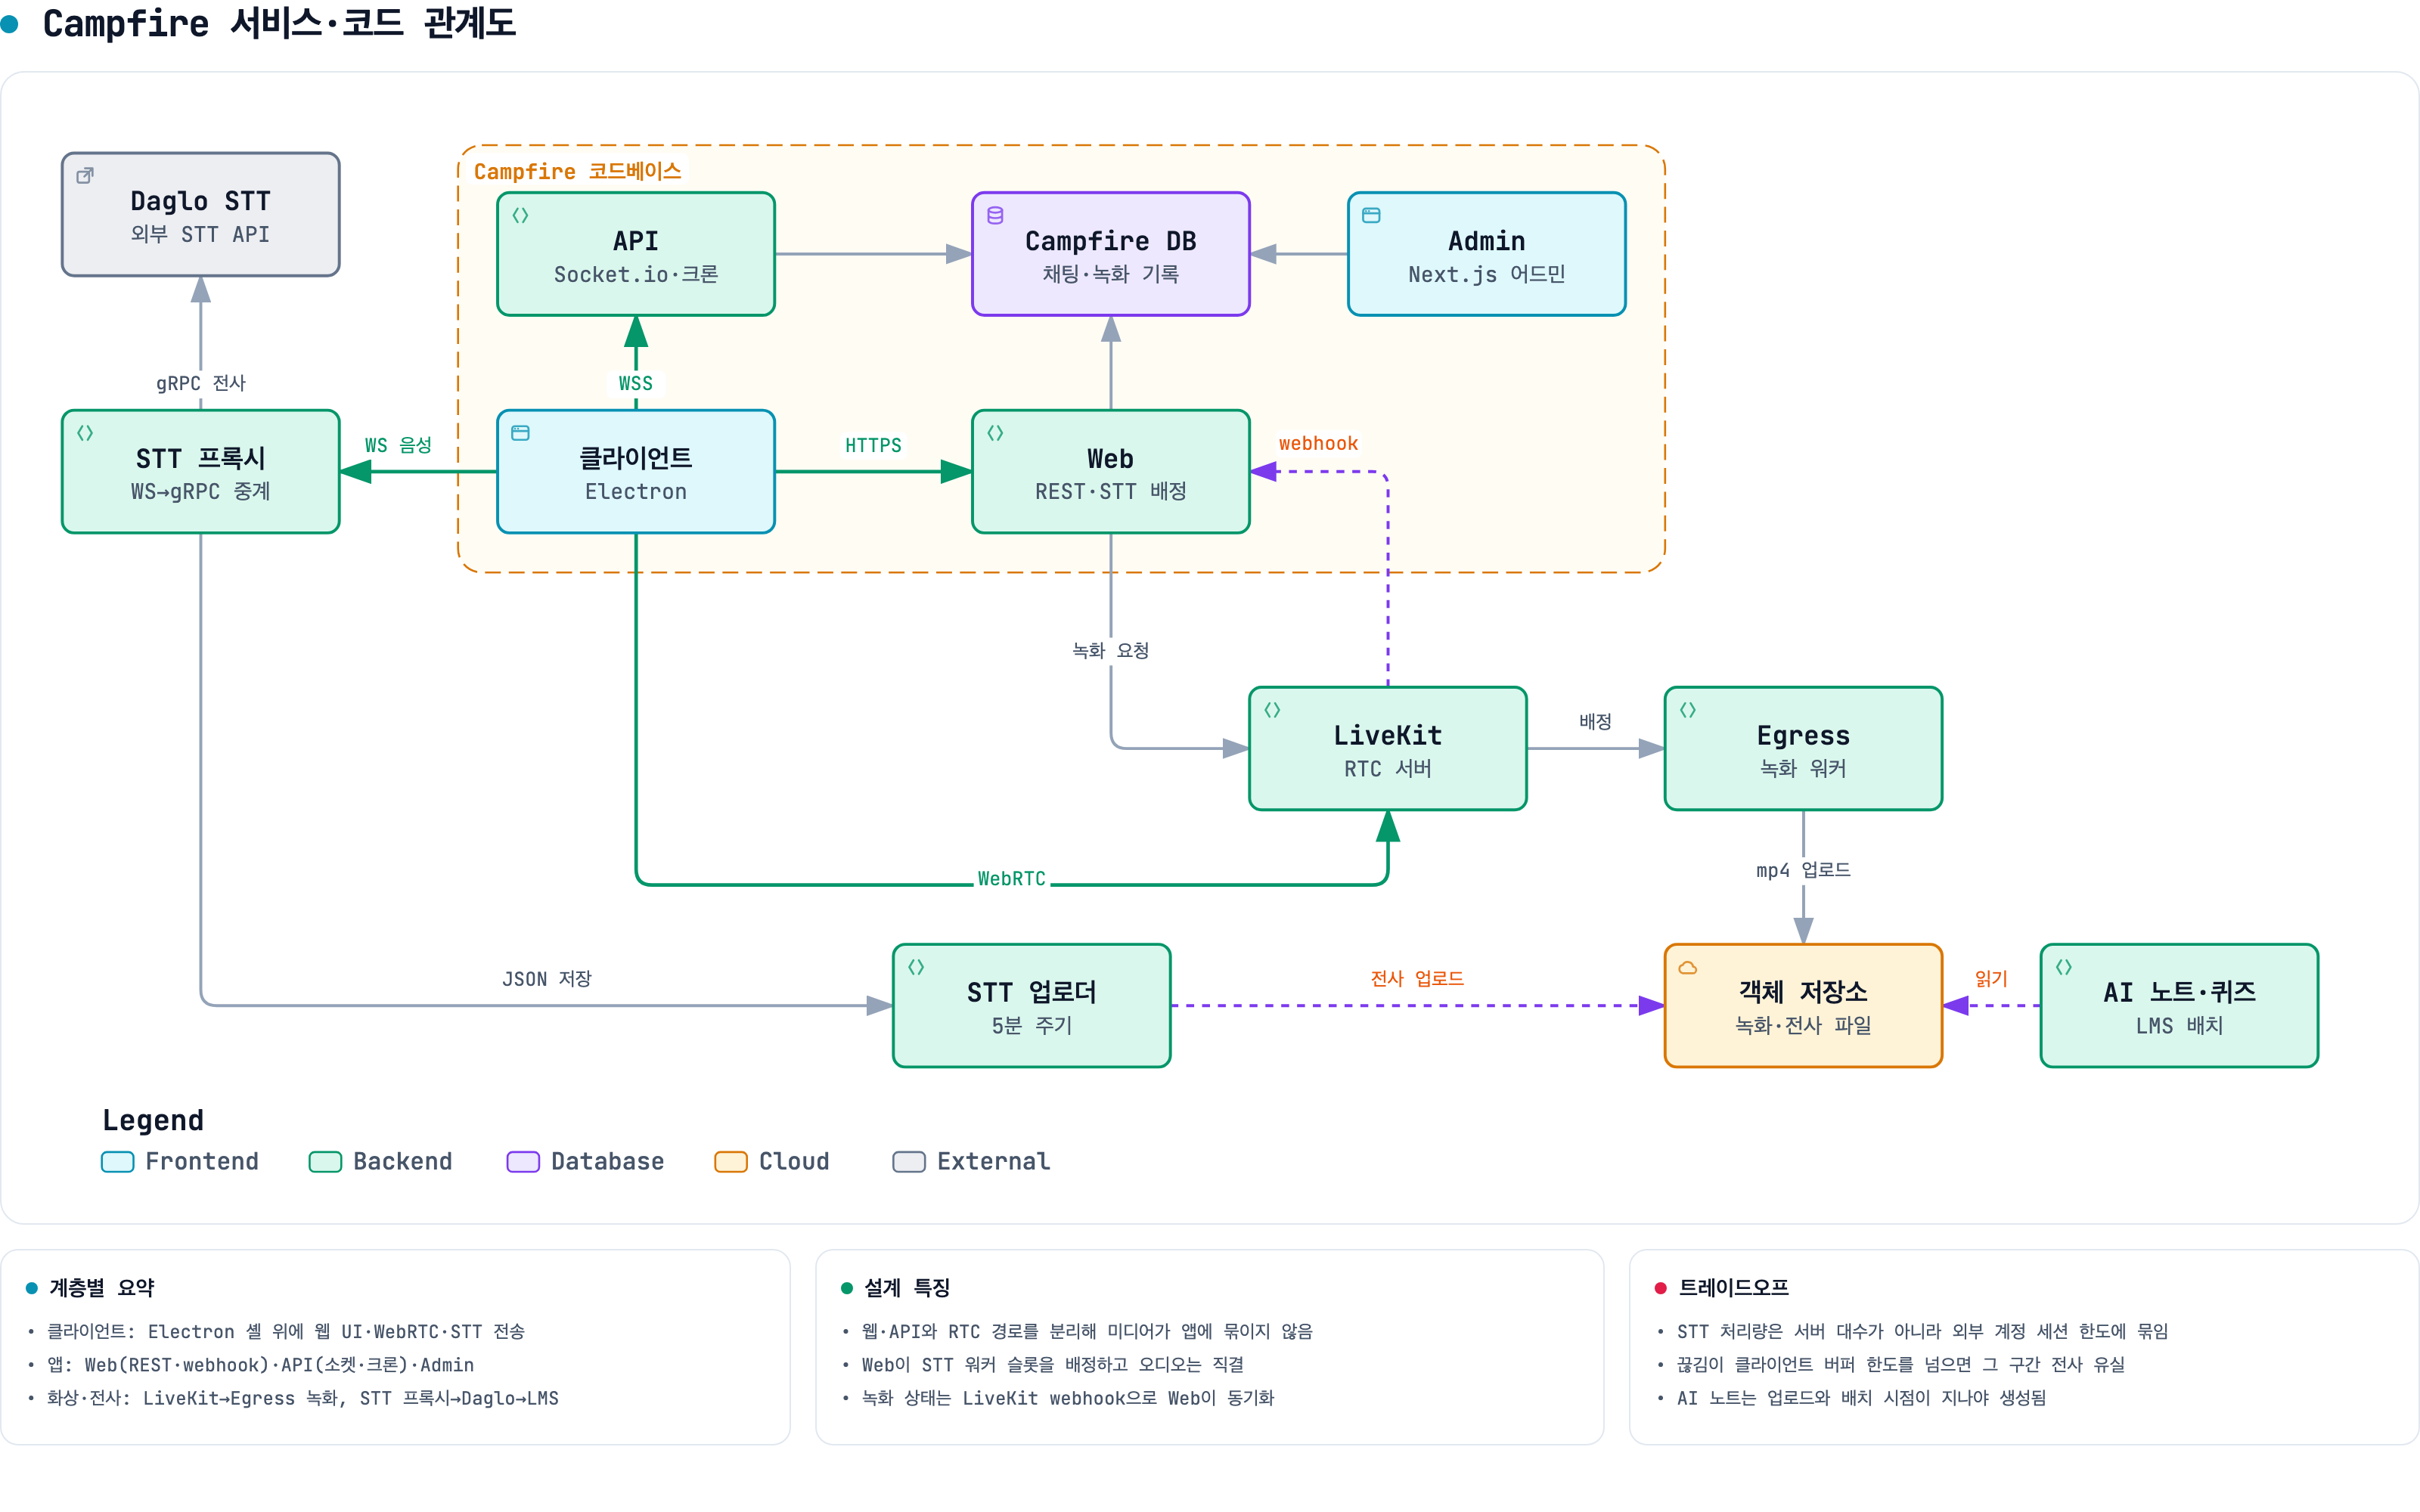 Campfire 서비스·코드 관계도
Campfire 코드베이스
Daglo STT
외부 STT API
API
Socket.io·크론
Campfire DB
채팅·녹화 기록
Admin
Next.js 어드민
gRPC 전사
WSS
STT 프록시
WS→gRPC 중계
WS 음성
클라이언트
Electron
HTTPS
Web
REST·STT 배정
webhook
녹화 요청
LiveKit
RTC 서버
배정
Egress
녹화 워커
WebRTC
mp4 업로드
JSON 저장
STT 업로더
5분 주기
전사 업로드
객체 저장소
녹화·전사 파일
읽기
AI 노트·퀴즈
LMS 배치
Legend
Frontend
Backend
Database
Cloud
External
계층별 요약
• 클라이언트: Electron 셸 위에 웹 UI·WebRTC·STT 전송
• 앱: Web(REST·webhook)·API(소켓·크론)·Admin
• 화상·전사: LiveKit→Egress 녹화, STT 프록시→Daglo→LMS
설계 특징
• 웹·API와 RTC 경로를 분리해 미디어가 앱에 묶이지 않음
• Web이 STT 워커 슬롯을 배정하고 오디오는 직결
• 녹화 상태는 LiveKit webhook으로 Web이 동기화
트레이드오프
• STT 처리량은 서버 대수가 아니라 외부 계정 세션 한도에 묶임
• 끊김이 클라이언트 버퍼 한도를 넘으면 그 구간 전사 유실
• AI 노트는 업로드와 배치 시점이 지나야 생성됨